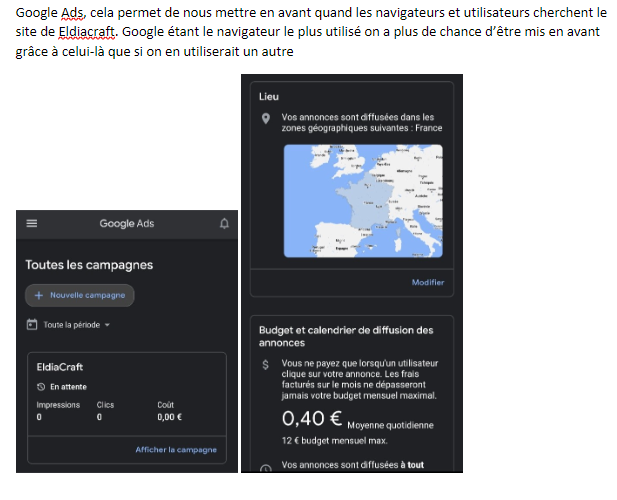 Google Ads, cela permet de nous mettre en avant quand les navigateurs et utilisateurs cherchent le
site de Eldiacraft. Google étant le navigateur le plus utilisé on a plus de chance d’être mis en avant
grâce à celui-là que si on en utiliserait un autre
Google Ads
Toutes les campagnes
+ Nouvelle campagne
Toute la période
EldiaCraft
En attente
Impressions Clics Coût
0 0 0,00 €
Afficher la campagne
Lieu
Vos annonces sont diffusées dans les
zones géographiques suivantes : France
Modifier
Budget et calendrier de diffusion des
annonces
$ Vous ne payez que lorsqu'un utilisateur
clique sur votre annonce. Les frais
facturés sur le mois ne dépasseront
jamais votre budget mensuel maximal.
0,40 € Moyenne quotidienne
12 € budget mensuel max.
Vos annonces sont diffusées à tout